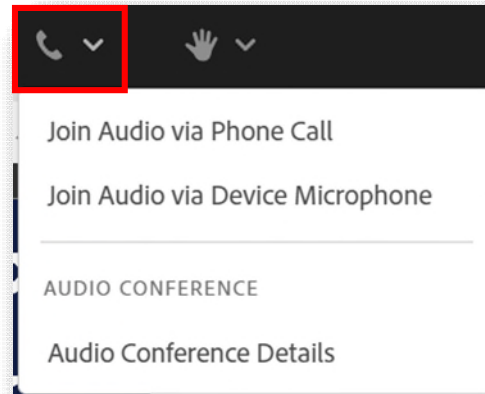 Join Audio via Phone Call
Join Audio via Device Microphone
AUDIO CONFERENCE
Audio Conference Details